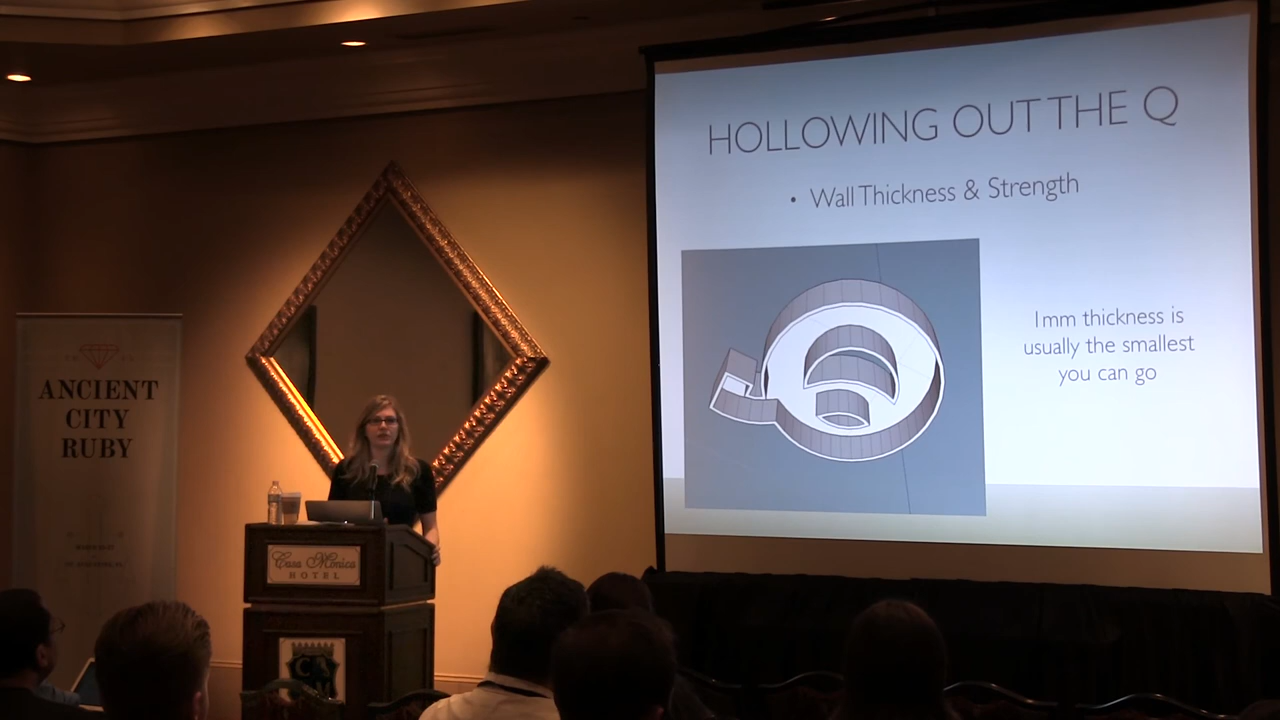 HOLLOWING OUT THE Q
• Wall Thickness & Strength
1mm thickness is
usually the smallest
you can go
ANCIENT
CITY
RUBY
Casa Monica
HOTEL